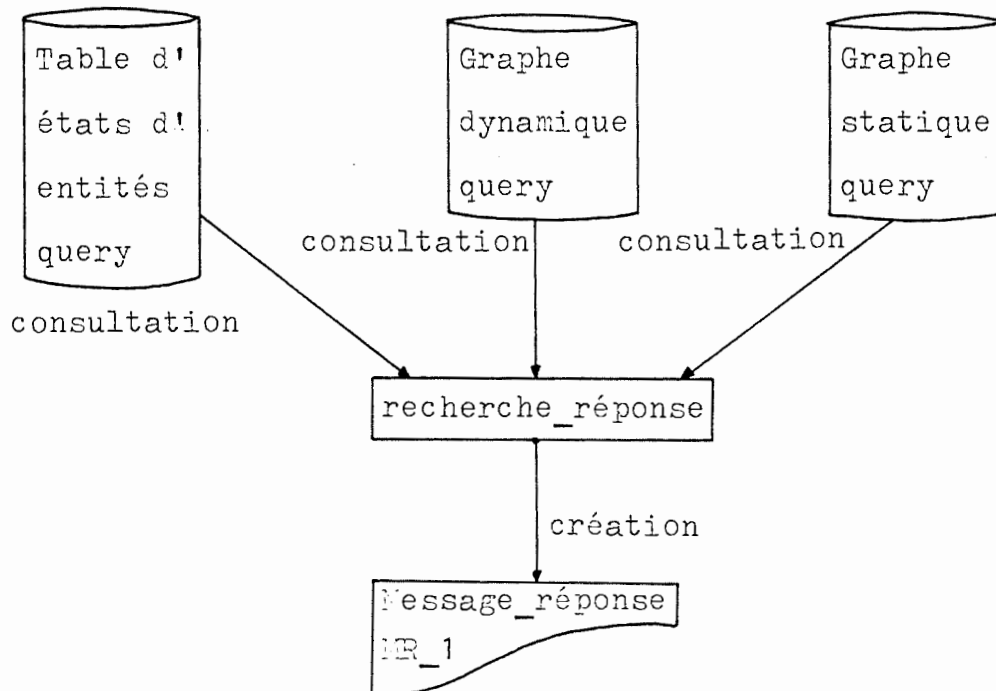 Table d'
états d'
entités
query
Graphe
dynamique
query
Graphe
statique
query
consultation
consultation
consultation
recherche_réponse
création
Message_réponse
MR_1